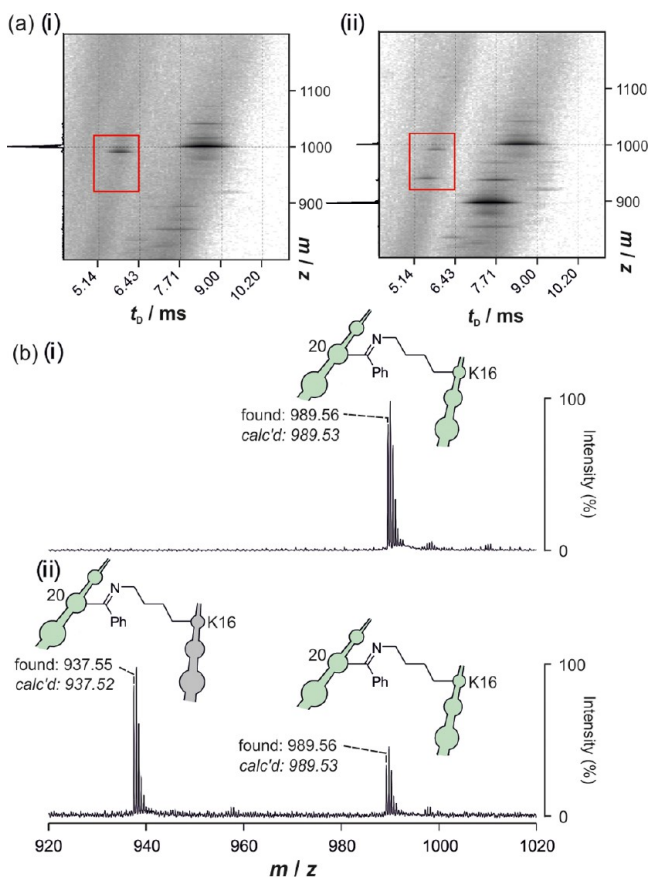 (a) (i)
(ii)
1100
1000
900
m / z
5.14 6.43 7.71 9.00 10.20
tD / ms
1100
1000
900
m / z
5.14 6.43 7.71 9.00 10.20
tD / ms
(b) (i)
20
N
Ph
K16
found: 989.56
calc'd: 989.53
100
0
Intensity (%)
(ii)
20
N
Ph
K16
found: 937.55
calc'd: 937.52
20
N
Ph
K16
found: 989.56
calc'd: 989.53
100
0
Intensity (%)
920 940 960 980 1000 1020
m / z